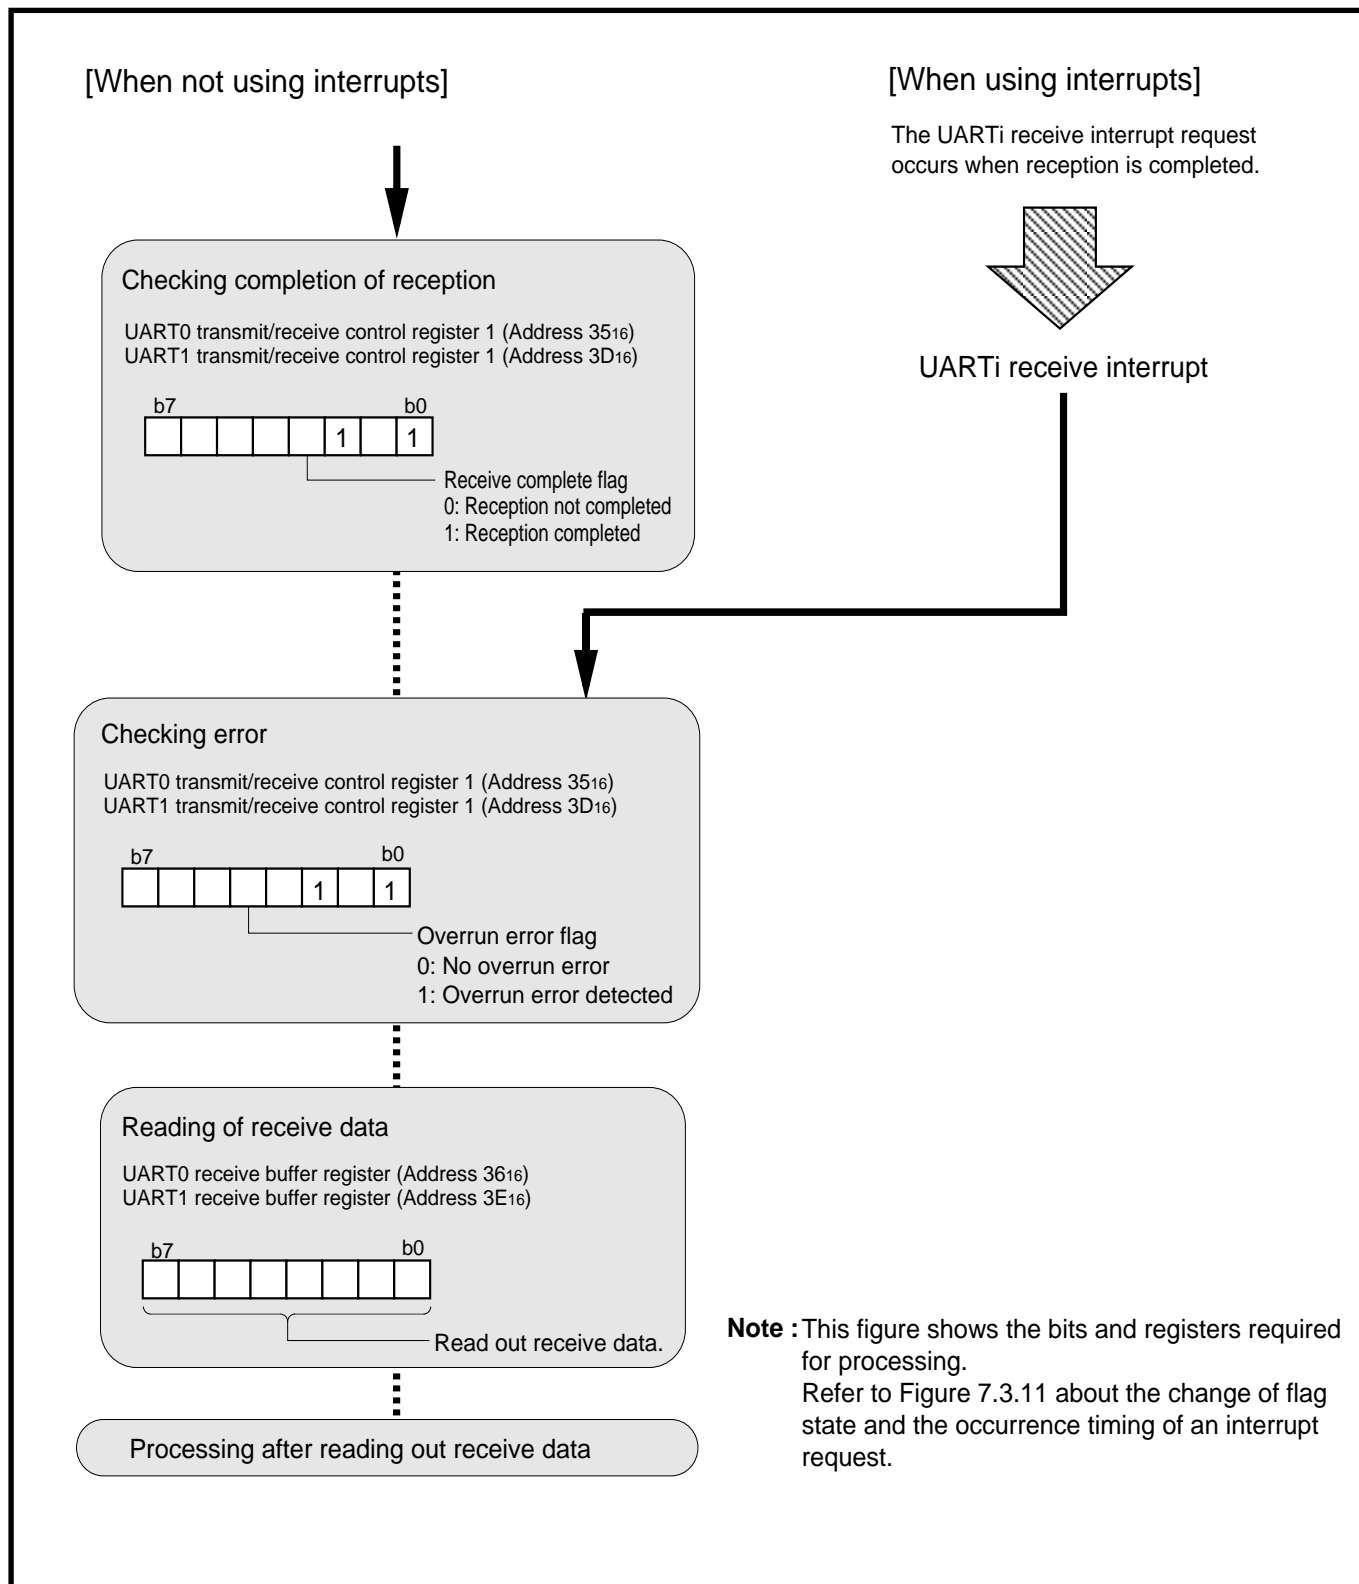 [When not using interrupts]
[When using interrupts]
The UARTi receive interrupt request
occurs when reception is completed.
UARTi receive interrupt
Checking completion of reception
UART0 transmit/receive control register 1 (Address 3516)
UART1 transmit/receive control register 1 (Address 3D16)
b7 b0
1 1
Receive complete flag
0: Reception not completed
1: Reception completed
Checking error
UART0 transmit/receive control register 1 (Address 3516)
UART1 transmit/receive control register 1 (Address 3D16)
b7 b0
1 1
Overrun error flag
0: No overrun error
1: Overrun error detected
Reading of receive data
UART0 receive buffer register (Address 3616)
UART1 receive buffer register (Address 3E16)
b7 b0
Read out receive data.
Processing after reading out receive data
Note : This figure shows the bits and registers required
for processing.
Refer to Figure 7.3.11 about the change of flag
state and the occurrence timing of an interrupt
request.